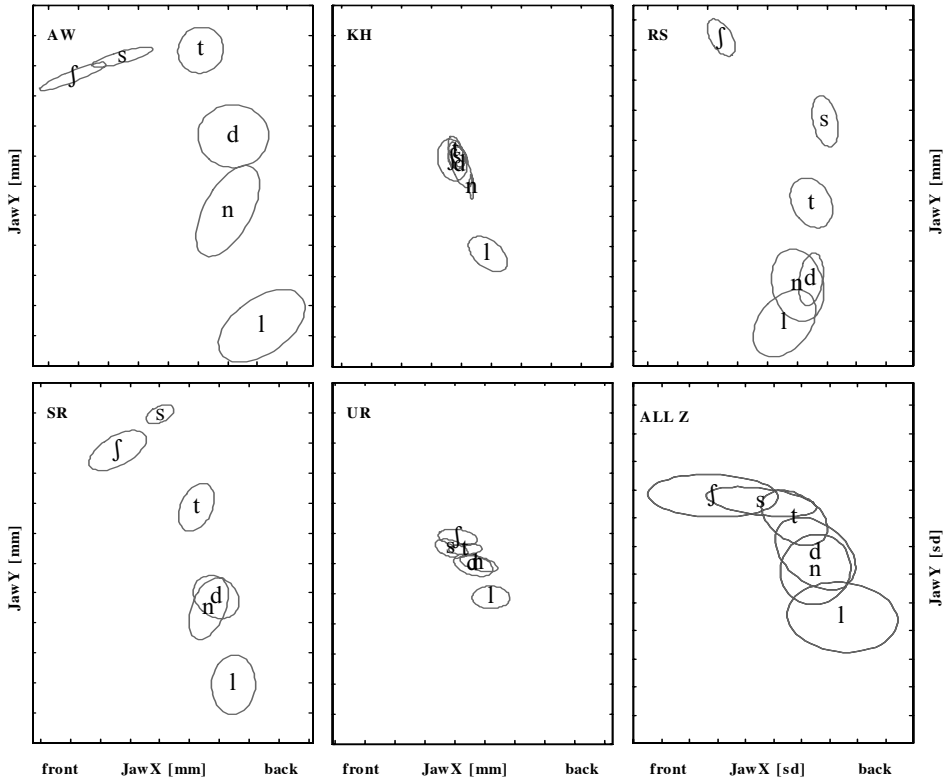 AW
KH
RS
ʃ
s
t
d
n
l
t
ʃ
s
d
n
l
ʃ
s
t
n
d
l
JawY [mm]
JawY [mm]
SR
UR
ALL Z
s
ʃ
t
d
n
l
ʃ
s
t
d
n
l
ʃ
s
t
d
n
l
JawY [mm]
JawY [sd]
front JawX [mm] back
front JawX [mm] back
front JawX [sd] back